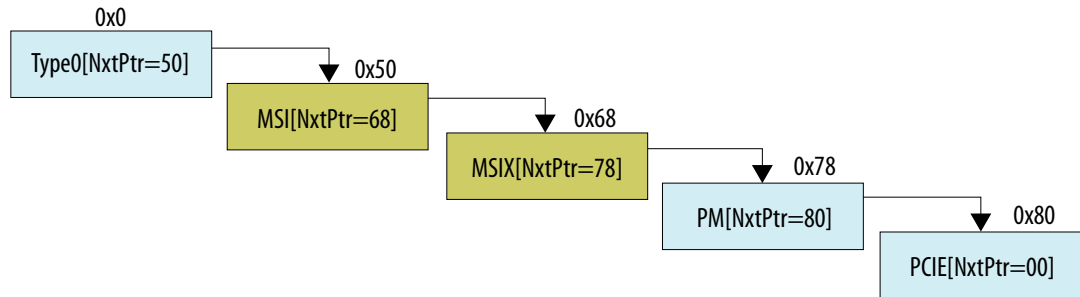 0x0
Type0[NxtPtr=50]
0x50
MSI[NxtPtr=68]
0x68
MSIX[NxtPtr=78]
0x78
PM[NxtPtr=80]
0x80
PCIE[NxtPtr=00]